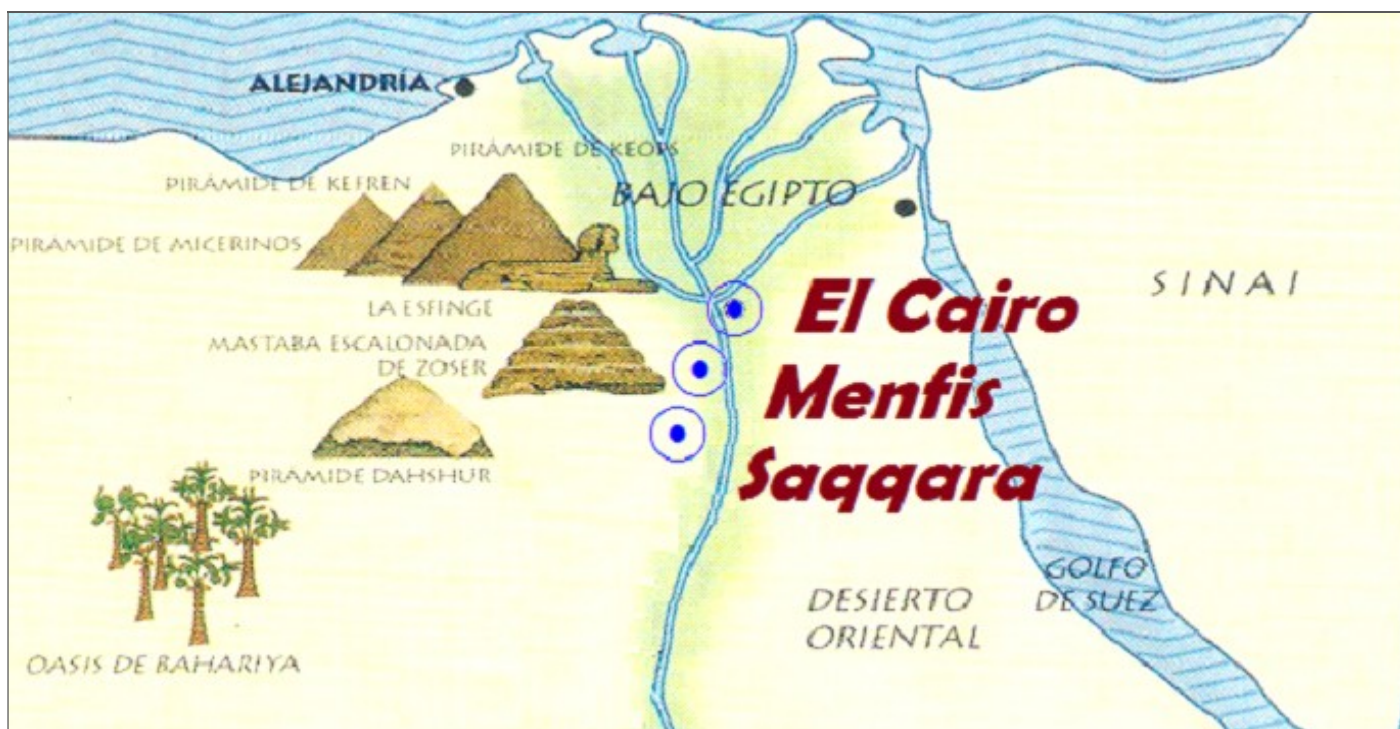 ALEJANDRÍA
PIRÁMIDE DE KEOPS
PIRÁMIDE DE KEFREN
BAJO EGIPTO
PIRÁMIDE DE MICERINOS
SINAI
LA ESFINGE
El Cairo
MASTABA ESCALONADA
DE ZOSER
Menfis
PIRÁMIDE DAHSHUR
Saqqara
GOLFO
DE SUEZ
DESIERTO
ORIENTAL
OASIS DE BAHARIYA